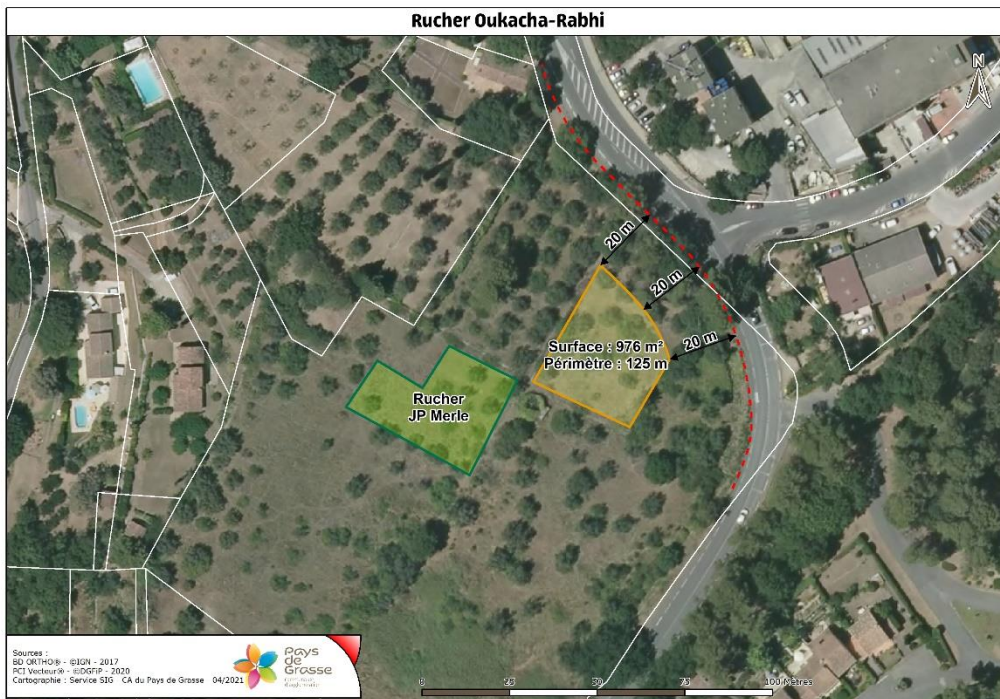 Rucher Oukacha-Rabhi
N
20 m
20 m
20 m
Surface : 976 m²
Périmètre : 125 m
Rucher
JP Merle
Sources :
BD ORTHO® - ©IGN - 2017
PCI Vecteur® - ©DGFiP - 2020
Cartographie : Service SIG CA du Pays de Grasse 04/2021
Pays
de
Grasse
0 25 50 75 100 Mètres